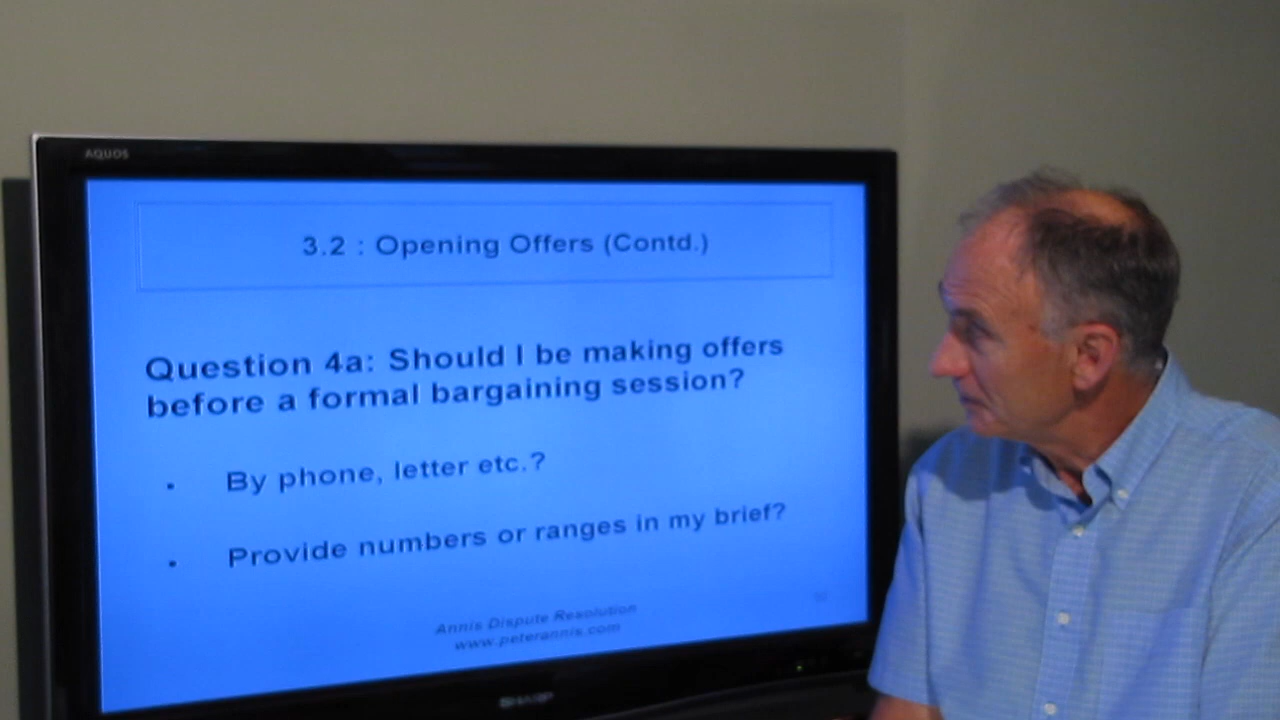 AQUOS
3.2 : Opening Offers (Contd.)
Question 4a: Should I be making offers
before a formal bargaining session?
· By phone, letter etc.?
· Provide numbers or ranges in my brief?
Annis Dispute Resolution
www.peterannis.com
SHARP